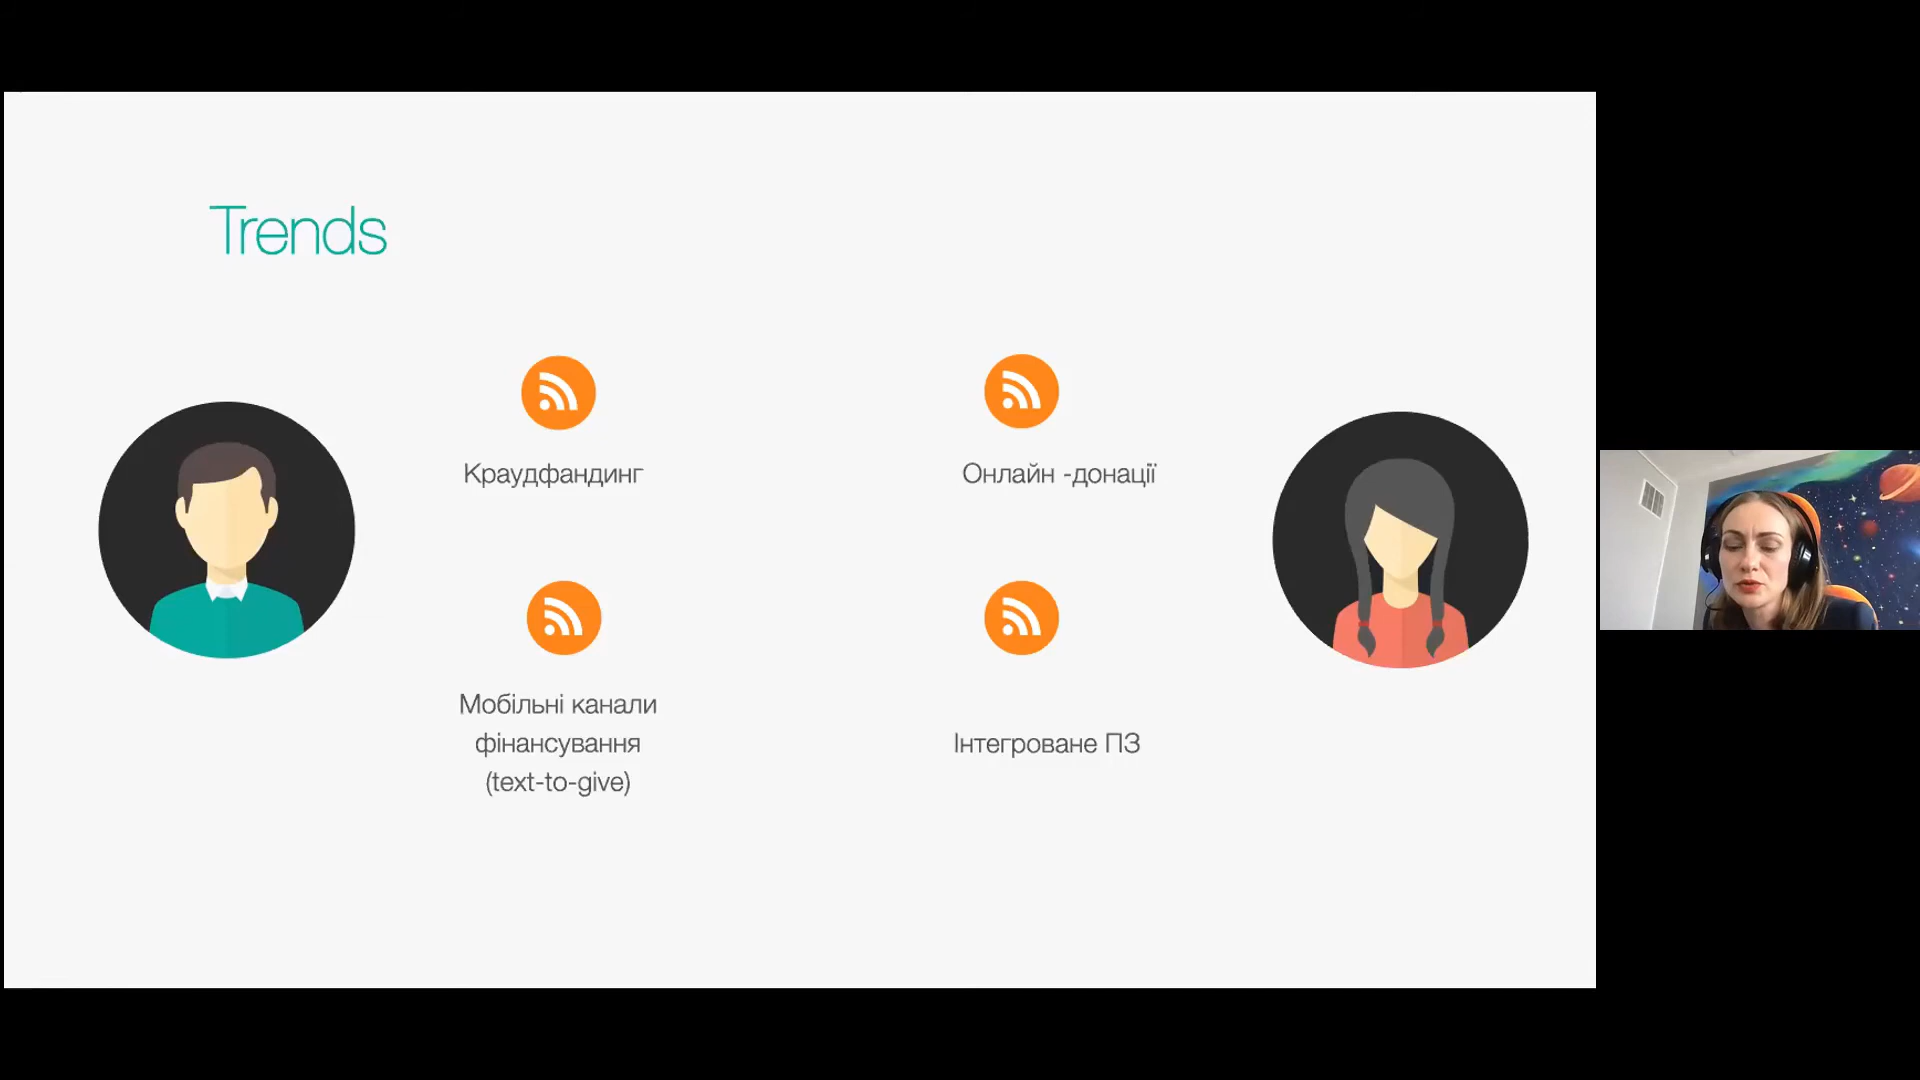 Trends
Краудфандинг
Онлайн -донації
Мобільні канали
фінансування
(text-to-give)
Інтегроване ПЗ